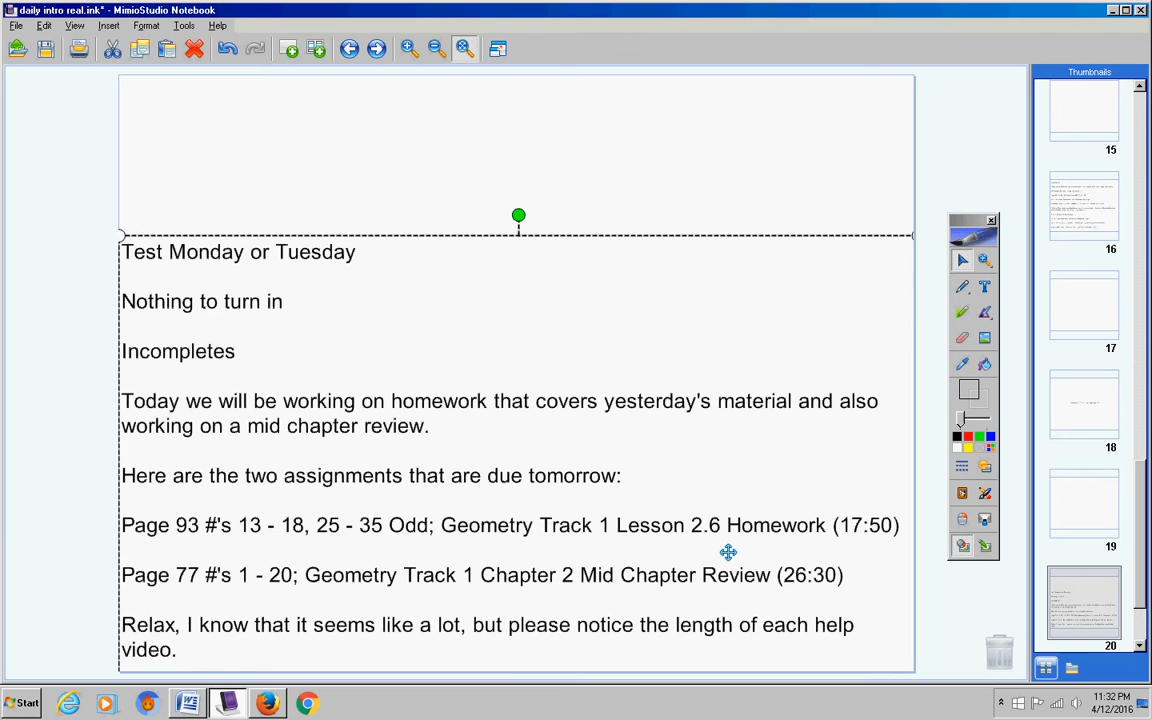 daily intro real.ink* - MimioStudio Notebook
File Edit View Insert Format Tools Help
Thumbnails
15
16
17
18
19
20
Test Monday or Tuesday
Nothing to turn in
Incompletes
Today we will be working on homework that covers yesterday's material and also
working on a mid chapter review.
Here are the two assignments that are due tomorrow:
Page 93 #'s 13 - 18, 25 - 35 Odd; Geometry Track 1 Lesson 2.6 Homework (17:50)
Page 77 #'s 1 - 20; Geometry Track 1 Chapter 2 Mid Chapter Review (26:30)
Relax, I know that it seems like a lot, but please notice the length of each help
video.
Start
11:32 PM
4/12/2016